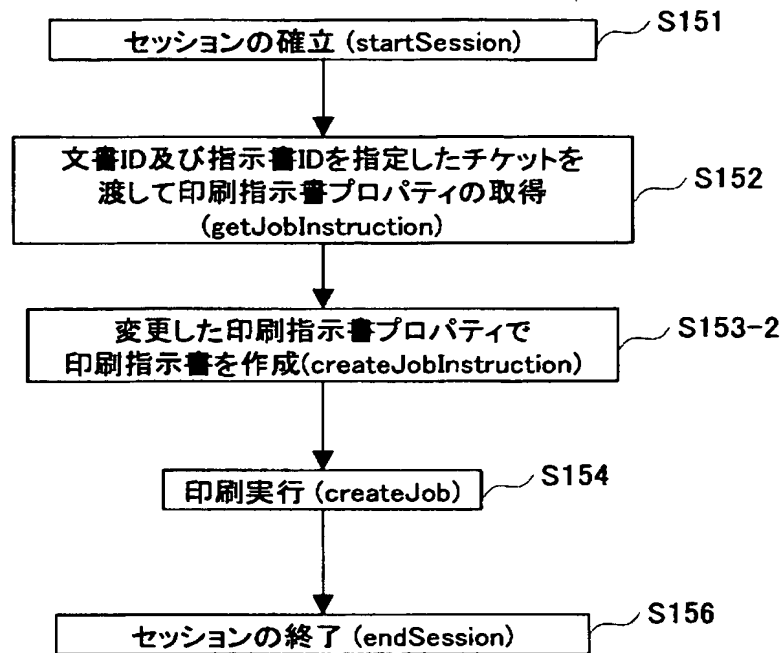 セッションの確立 (startSession)
S151
文書ID及び指示書IDを指定したチケットを
渡して印刷指示書プロパティの取得
(getJobInstruction)
S152
変更した印刷指示書プロパティで
印刷指示書を作成(createJobInstruction)
S153-2
印刷実行 (createJob)
S154
セッションの終了 (endSession)
S156